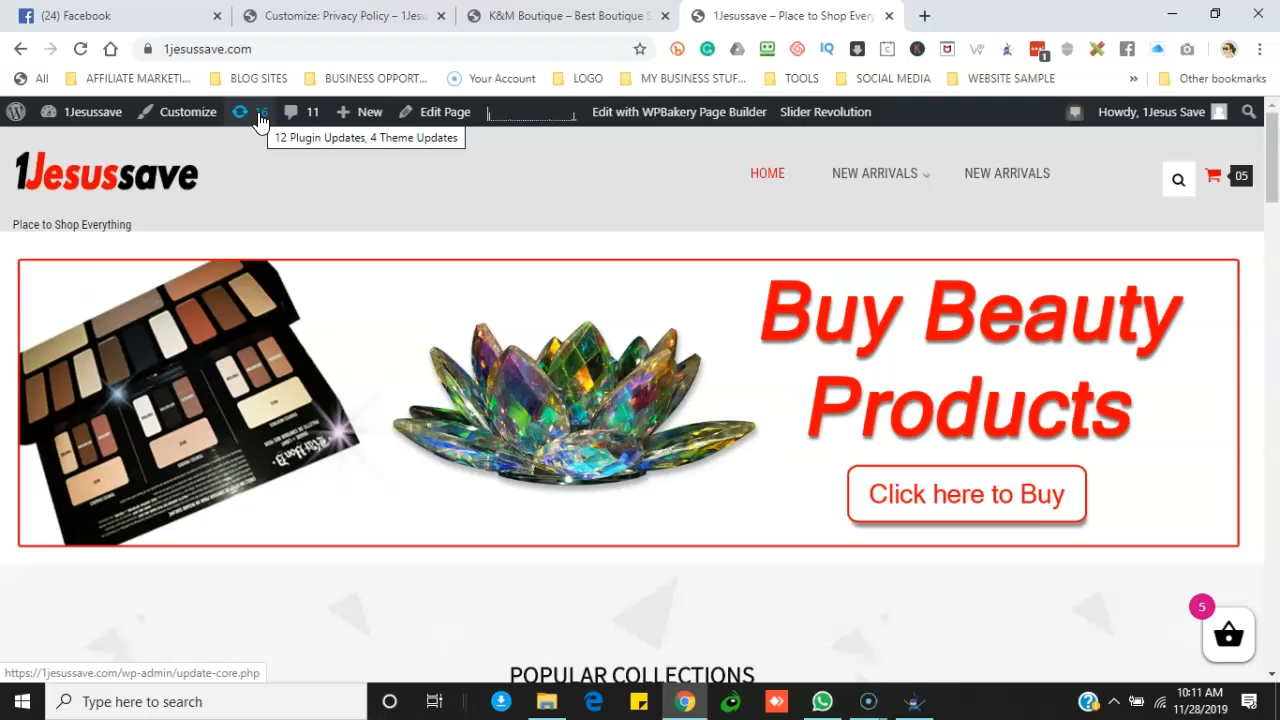 (24) Facebook
Customize: Privacy Policy – 1Jesu
K&M Boutique – Best Boutique S
1Jesussave – Place to Shop Every
1jesussave.com
All
AFFILIATE MARKETI...
BLOG SITES
BUSINESS OPPORT...
Your Account
LOGO
MY BUSINESS STUF...
TOOLS
SOCIAL MEDIA
WEBSITE SAMPLE
»
Other bookmarks
1Jesussave
Customize
16
11
New
Edit Page
Edit with WPBakery Page Builder
Slider Revolution
Howdy, 1Jesus Save
12 Plugin Updates, 4 Theme Updates
1Jesussave
Place to Shop Everything
HOME
NEW ARRIVALS
NEW ARRIVALS
05
Buy Beauty
Products
Click here to Buy
5
POPULAR COLLECTIONS
https://1jesussave.com/wp-admin/update-core.php
Type here to search
10:11 AM
11/28/2019